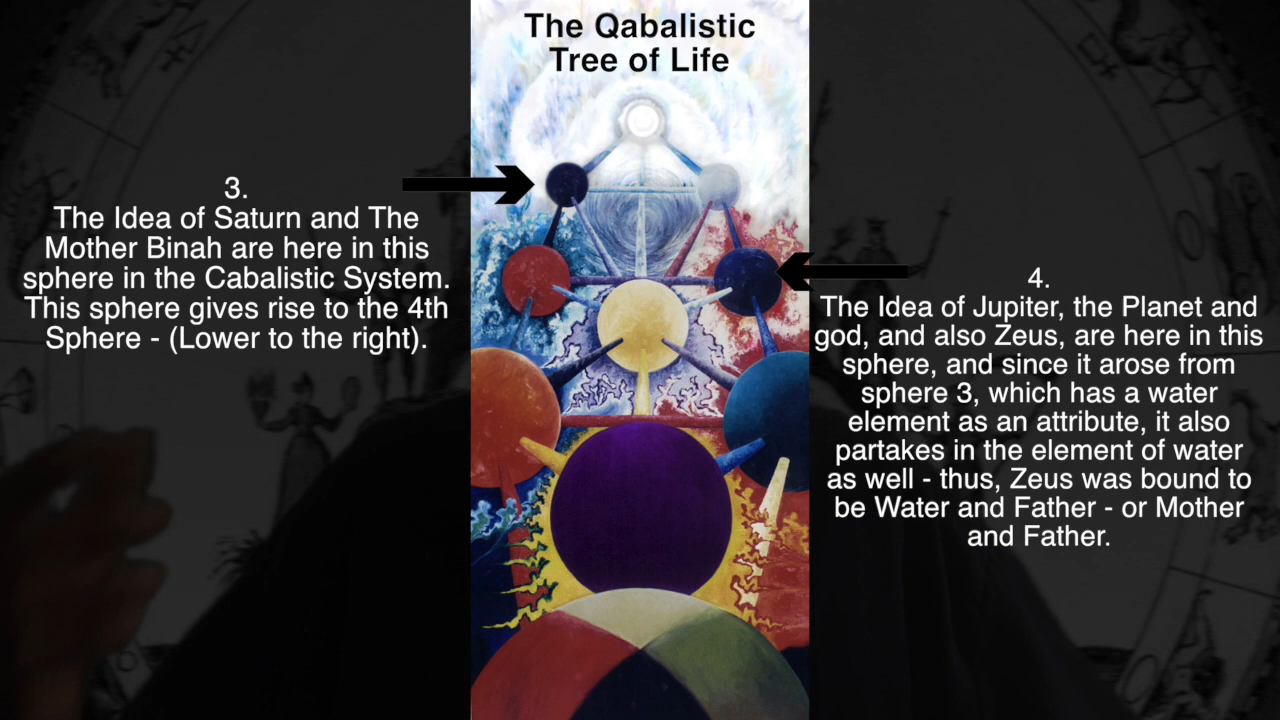 The Qabalistic
Tree of Life
3.
The Idea of Saturn and The
Mother Binah are here in this
sphere in the Cabalistic System.
This sphere gives rise to the 4th
Sphere - (Lower to the right).
4.
The Idea of Jupiter, the Planet and
god, and also Zeus, are here in this
sphere, and since it arose from
sphere 3, which has a water
element as an attribute, it also
partakes in the element of water
as well - thus, Zeus was bound to
be Water and Father - or Mother
and Father.